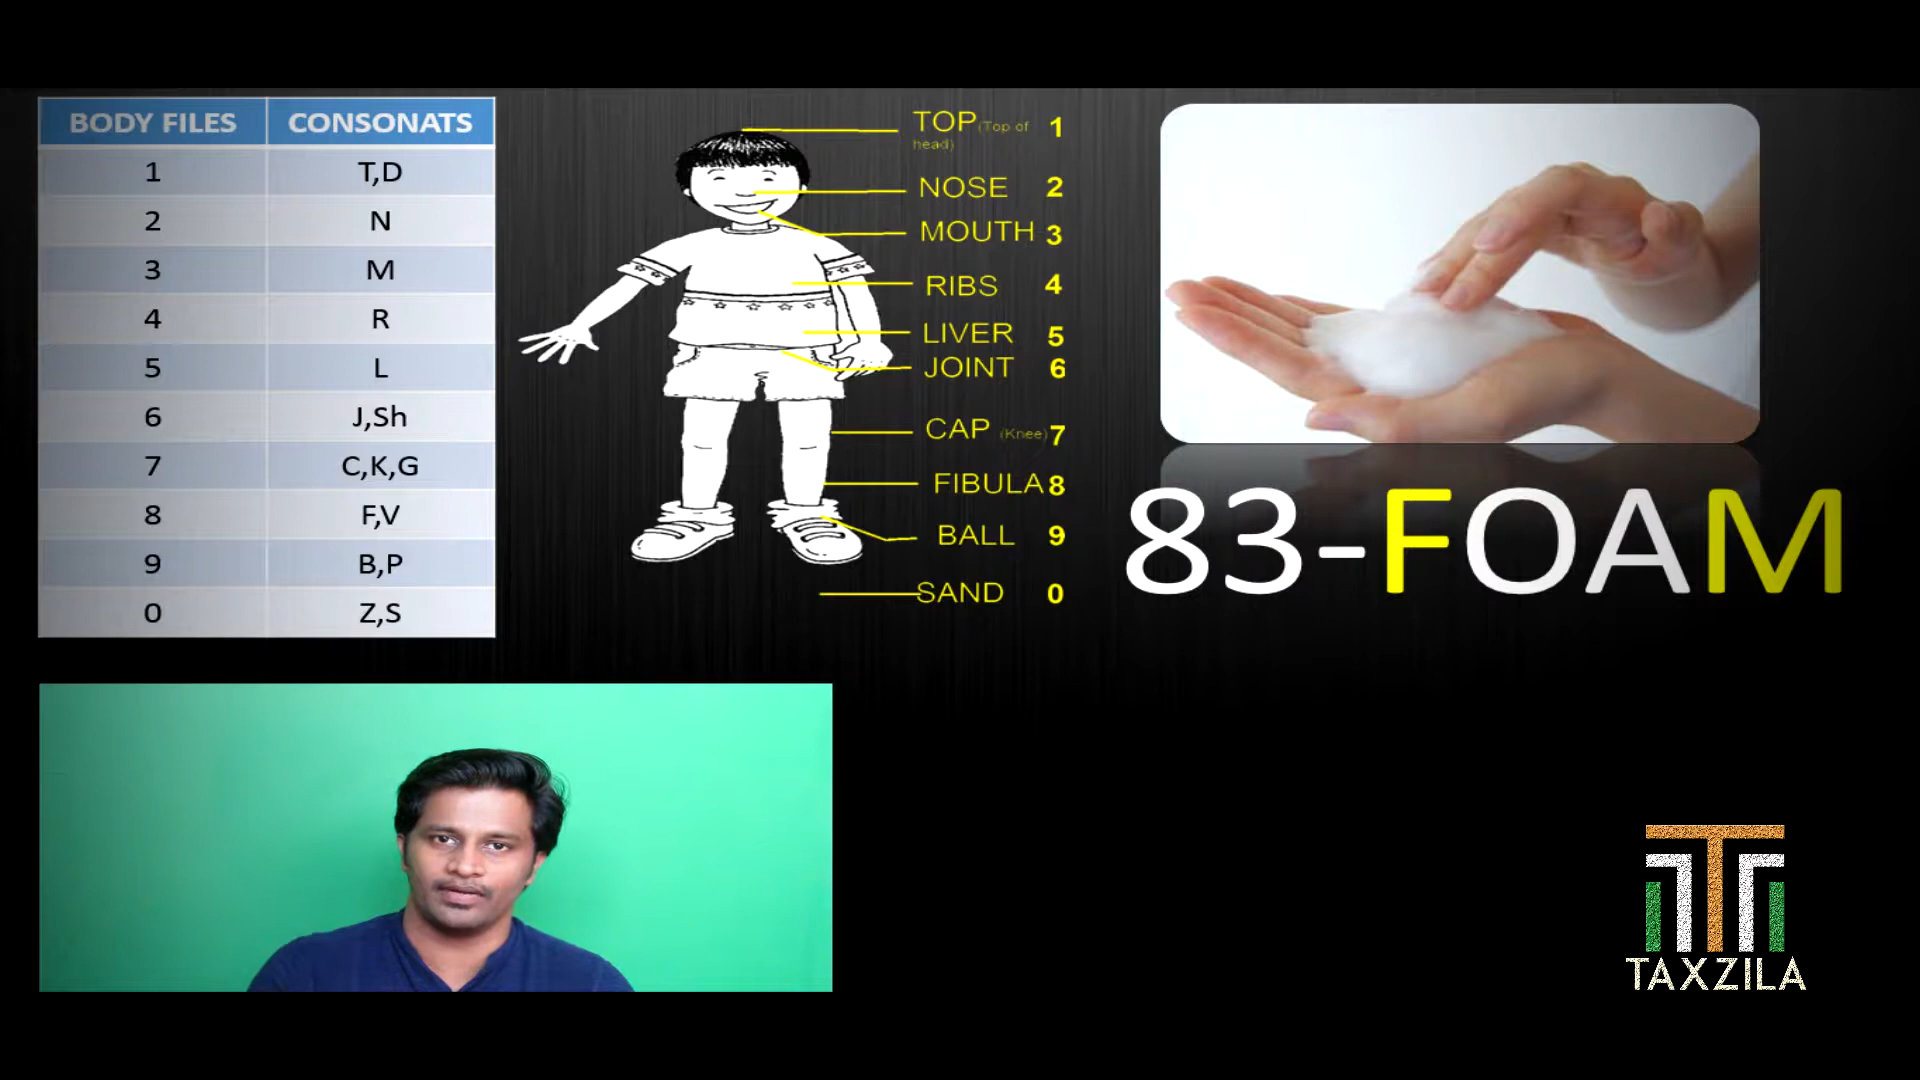 BODY FILES CONSONATS
1 T,D
2 N
3 M
4 R
5 L
6 J,Sh
7 C,K,G
8 F,V
9 B,P
0 Z,S
TOP (Top of head) 1
NOSE 2
MOUTH 3
RIBS 4
LIVER 5
JOINT 6
CAP (Knee) 7
FIBULA 8
BALL 9
SAND 0
83-FOAM
TAXZILA